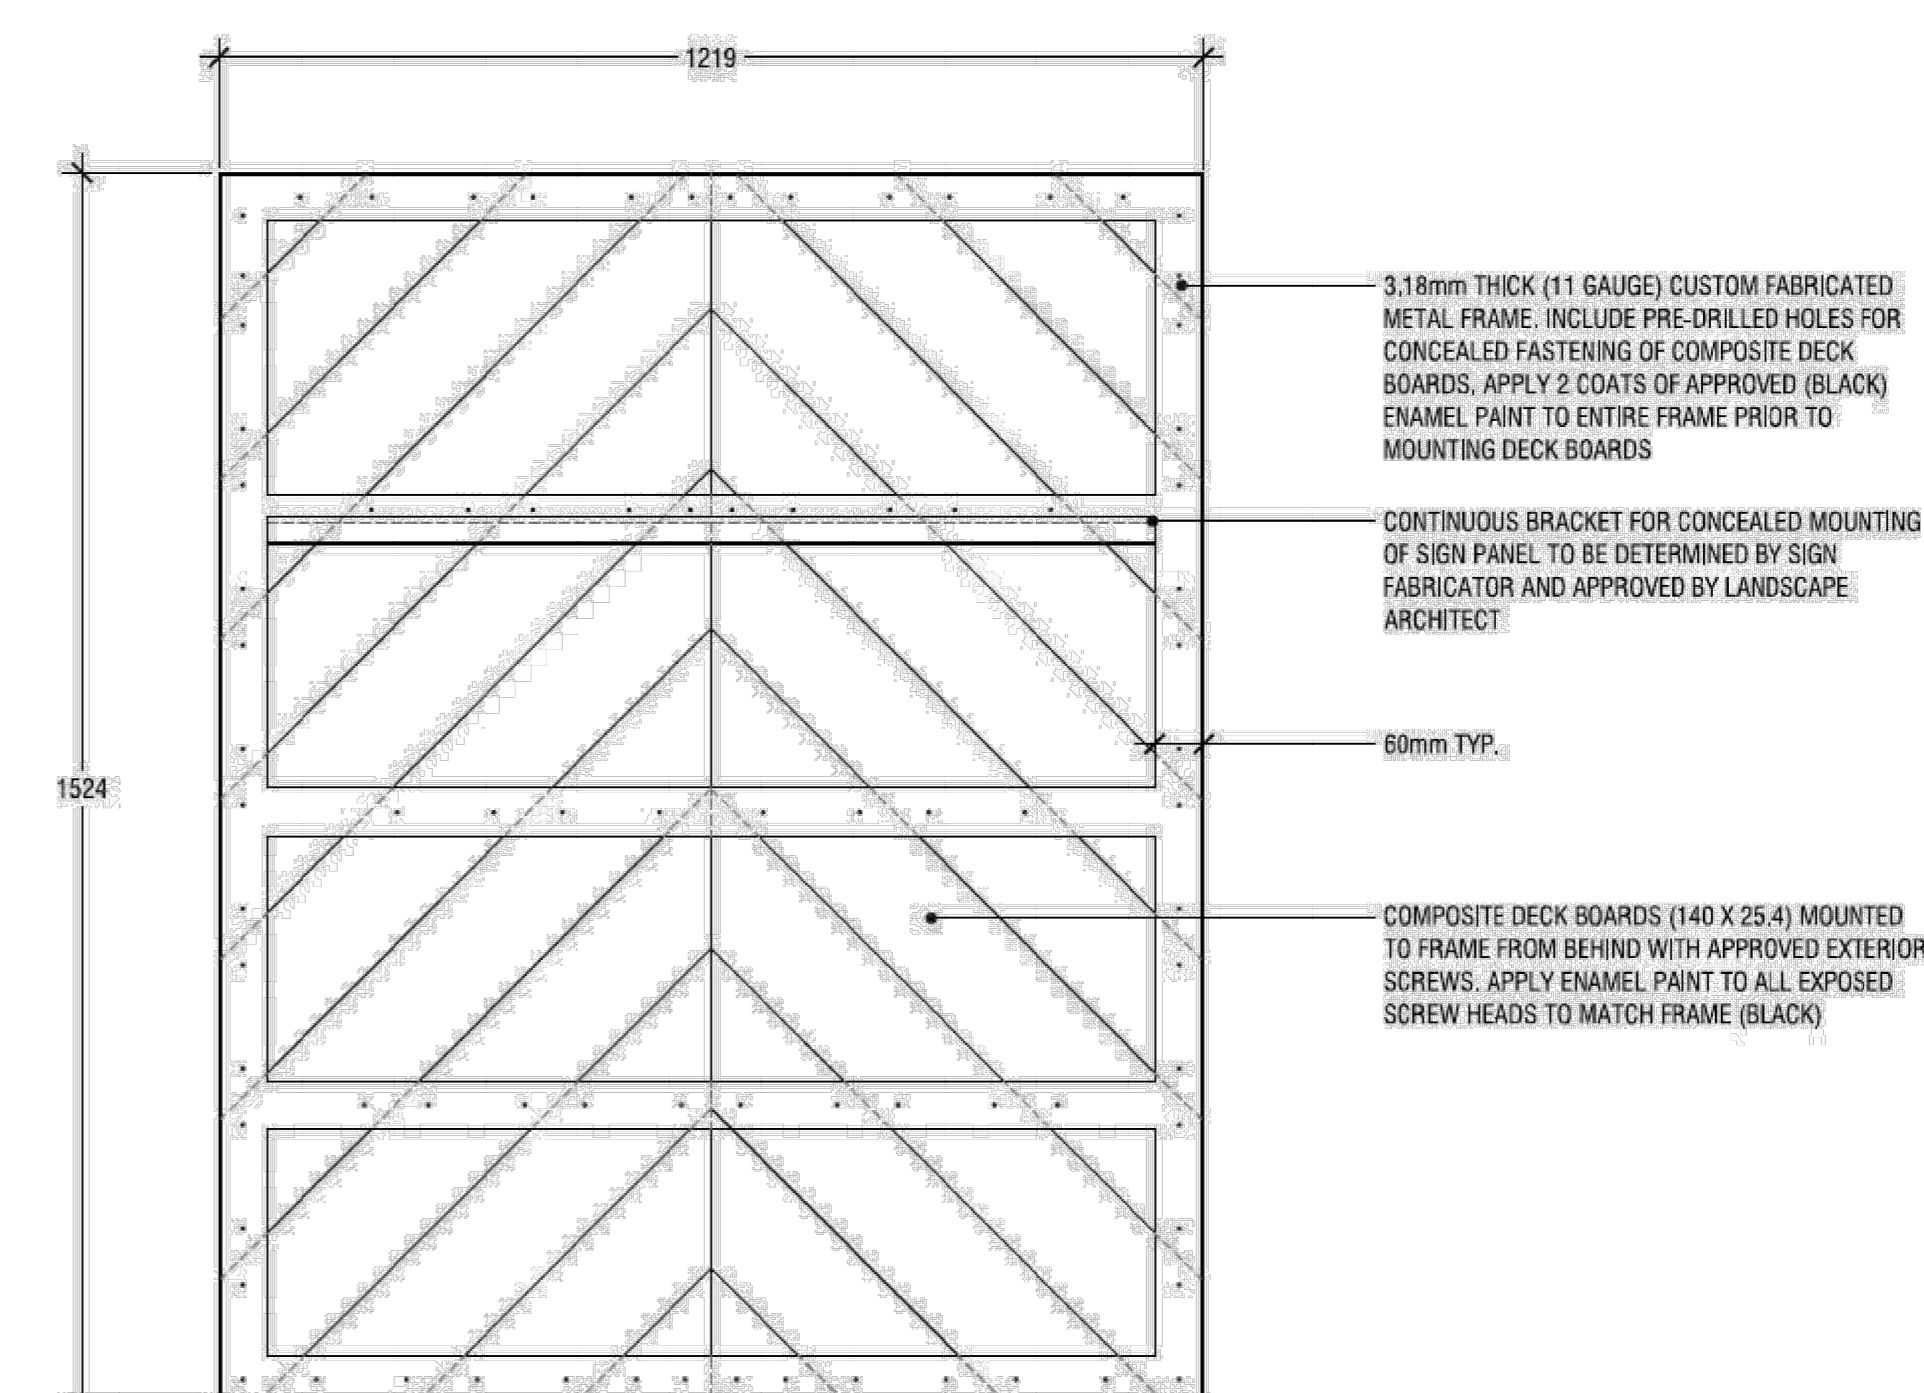 1219
3.18mm THICK (11 GAUGE) CUSTOM FABRICATED
METAL FRAME. INCLUDE PRE-DRILLED HOLES FOR
CONCEALED FASTENING OF COMPOSITE DECK
BOARDS. APPLY 2 COATS OF APPROVED (BLACK)
ENAMEL PAINT TO ENTIRE FRAME PRIOR TO
MOUNTING DECK BOARDS
CONTINUOUS BRACKET FOR CONCEALED MOUNTING
OF SIGN PANEL TO BE DETERMINED BY SIGN
FABRICATOR AND APPROVED BY LANDSCAPE
ARCHITECT
60mm TYP.
1524
COMPOSITE DECK BOARDS (140 X 25.4) MOUNTED
TO FRAME FROM BEHIND WITH APPROVED EXTERIOR
SCREWS. APPLY ENAMEL PAINT TO ALL EXPOSED
SCREW HEADS TO MATCH FRAME (BLACK)